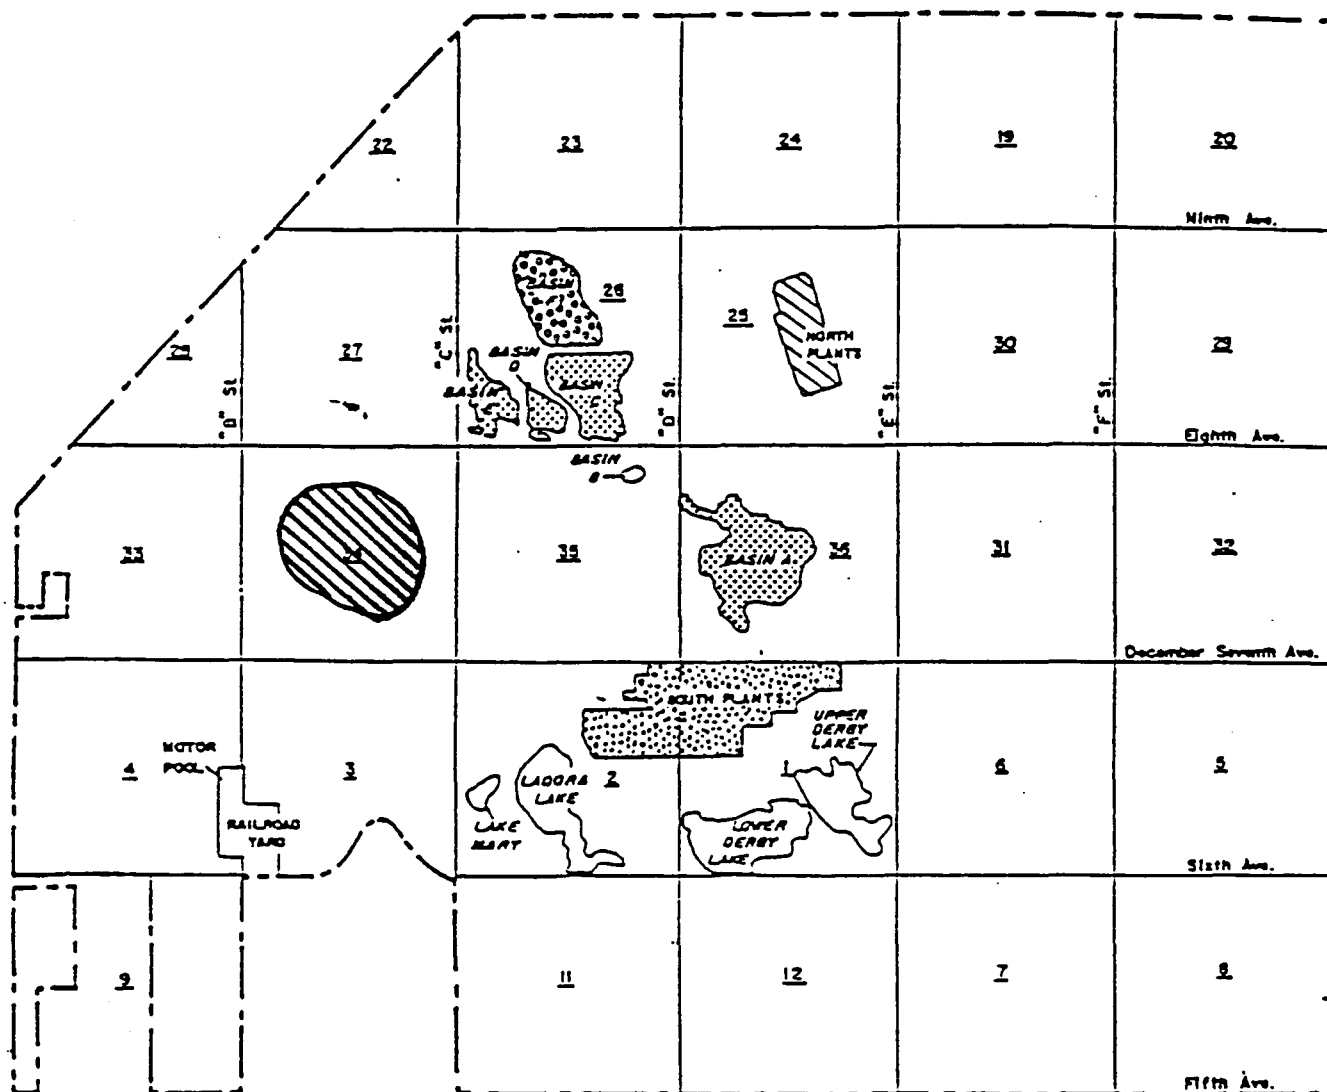 22
23
24
19
20
Ninth Ave.
BASIN
F
26
25
NORTH
PLANTS
30
29
27
"C" St.
BASIN
D
BASIN
BASIN
C
"D" St.
"E" St.
"F" St.
Eighth Ave.
BASIN
B
33
35
BASIN A
36
31
32
December Seventh Ave.
SOUTH PLANTS
UPPER
DERBY
LAKE
MOTOR
POOL
4
3
LADORA
LAKE
2
1
6
5
RAILROAD
YARD
LAKE
MARY
LOWER
DERBY
LAKE
Sixth Ave.
9
11
12
7
8
Fifth Ave.